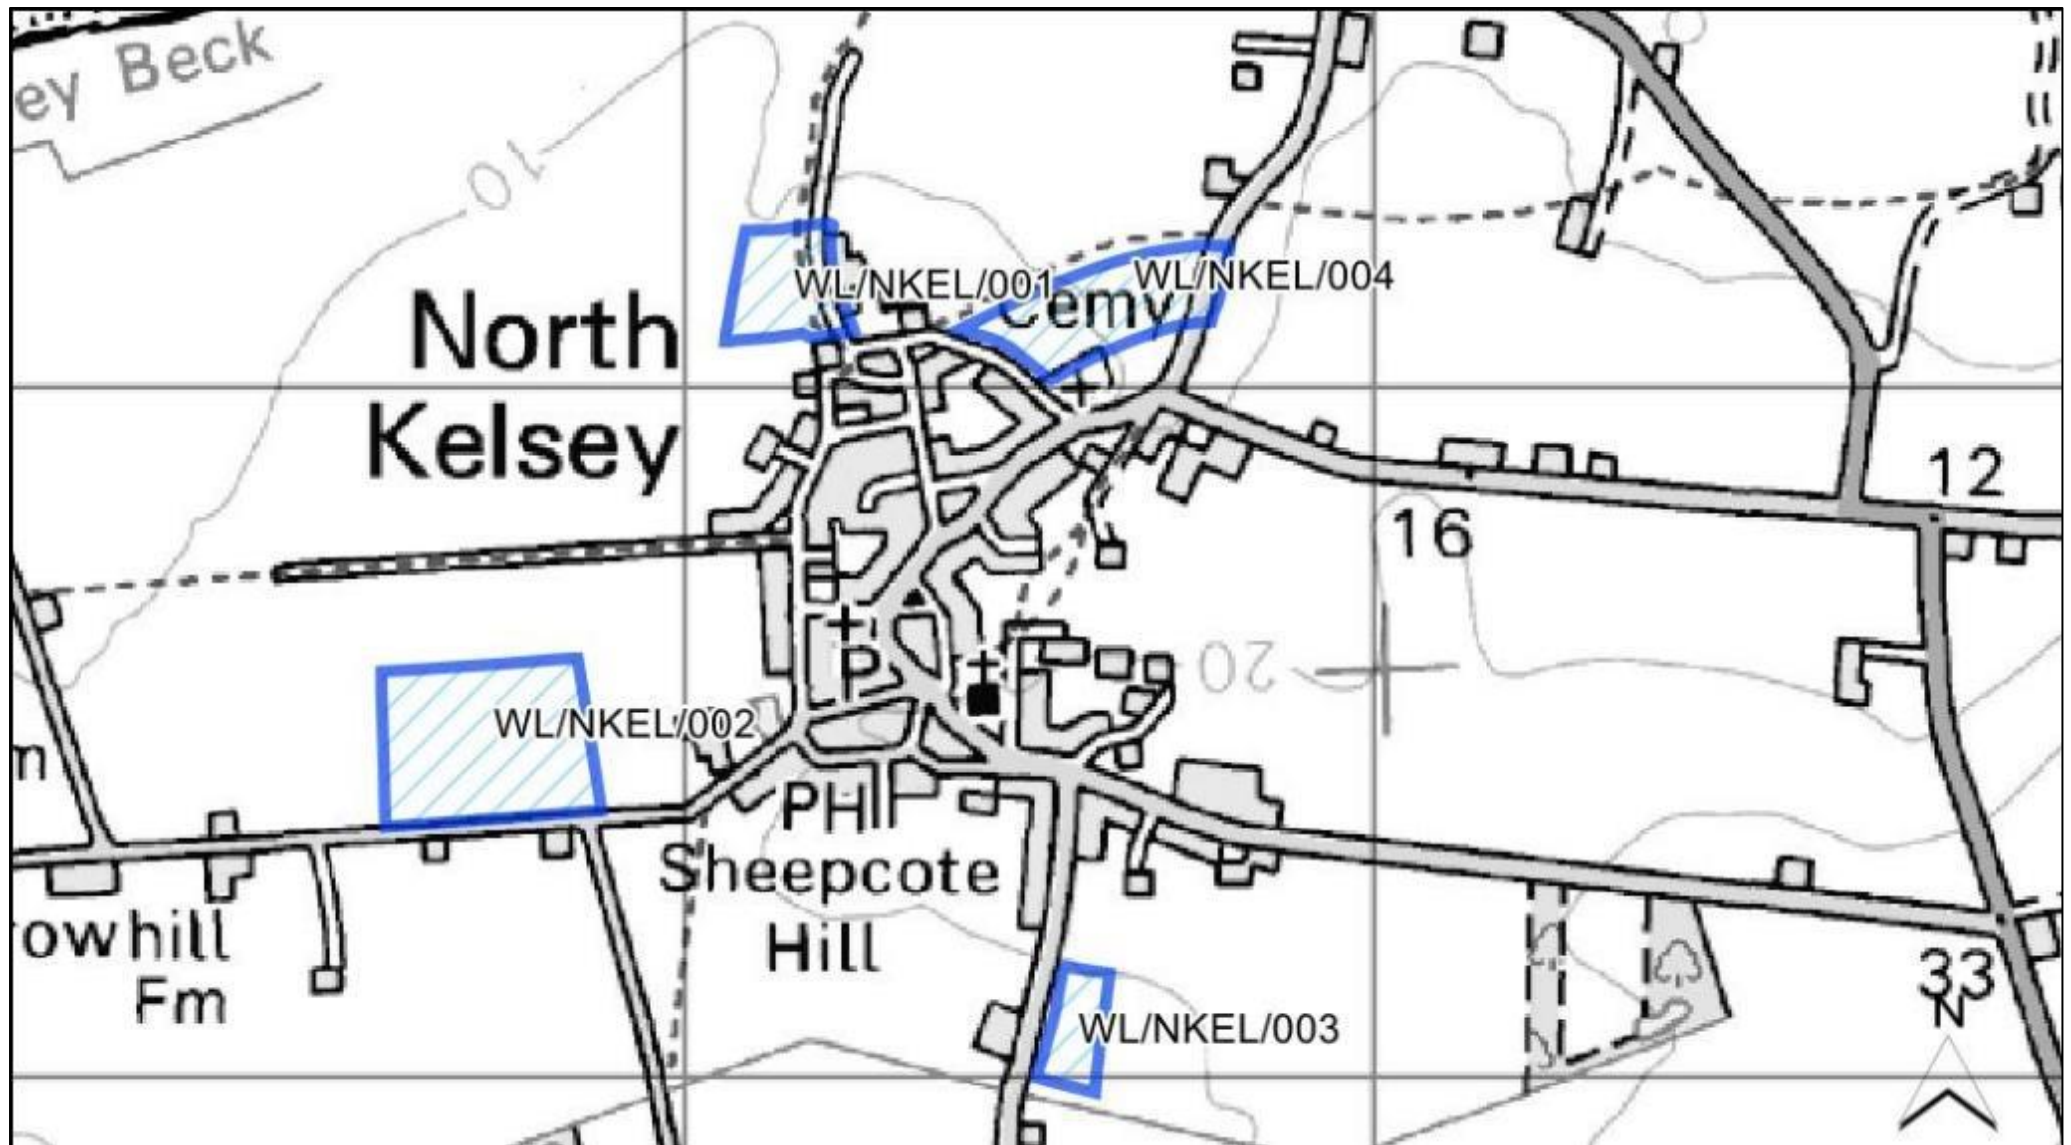 ey Beck
10
WL/NKEL/001
WL/NKEL/004
Cemy
North
Kelsey
12
16
P
20
WL/NKEL/002
m
PH
Sheepcote
Hill
owhill
Fm
33
N
WL/NKEL/003